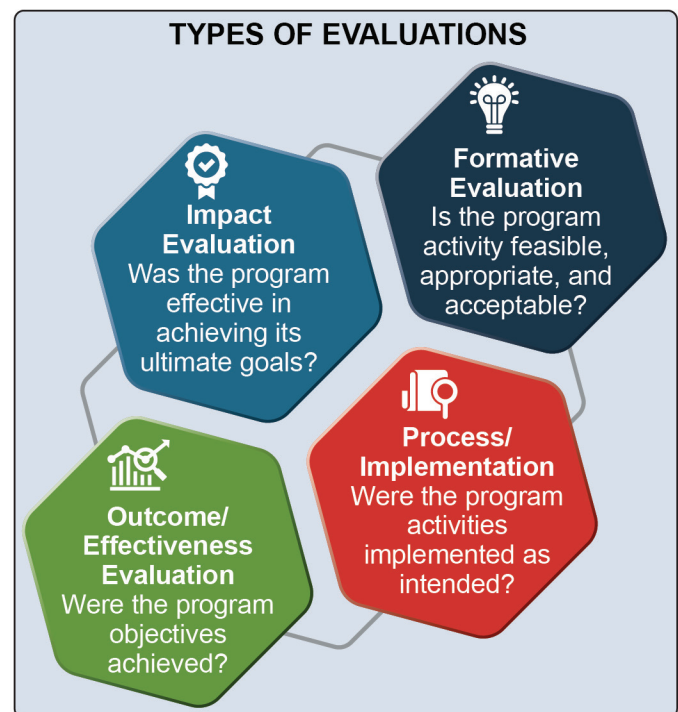 TYPES OF EVALUATIONS
Formative
Evaluation
Is the program
activity feasible,
appropriate, and
acceptable?
Impact
Evaluation
Was the program
effective in
achieving its
ultimate goals?
Process/
Implementation
Were the program
activities
implemented as
intended?
Outcome/
Effectiveness
Evaluation
Were the program
objectives
achieved?